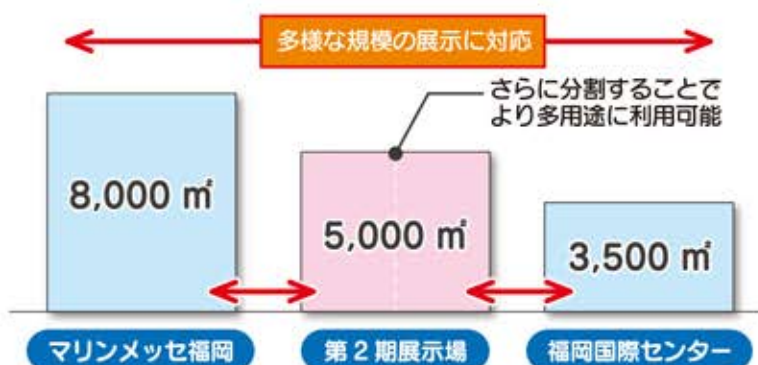 多様な規模の展示に対応
さらに分割することで
より多用途に利用可能
8,000 ㎡
5,000 ㎡
3,500 ㎡
マリンメッセ福岡
第2期展示場
福岡国際センター